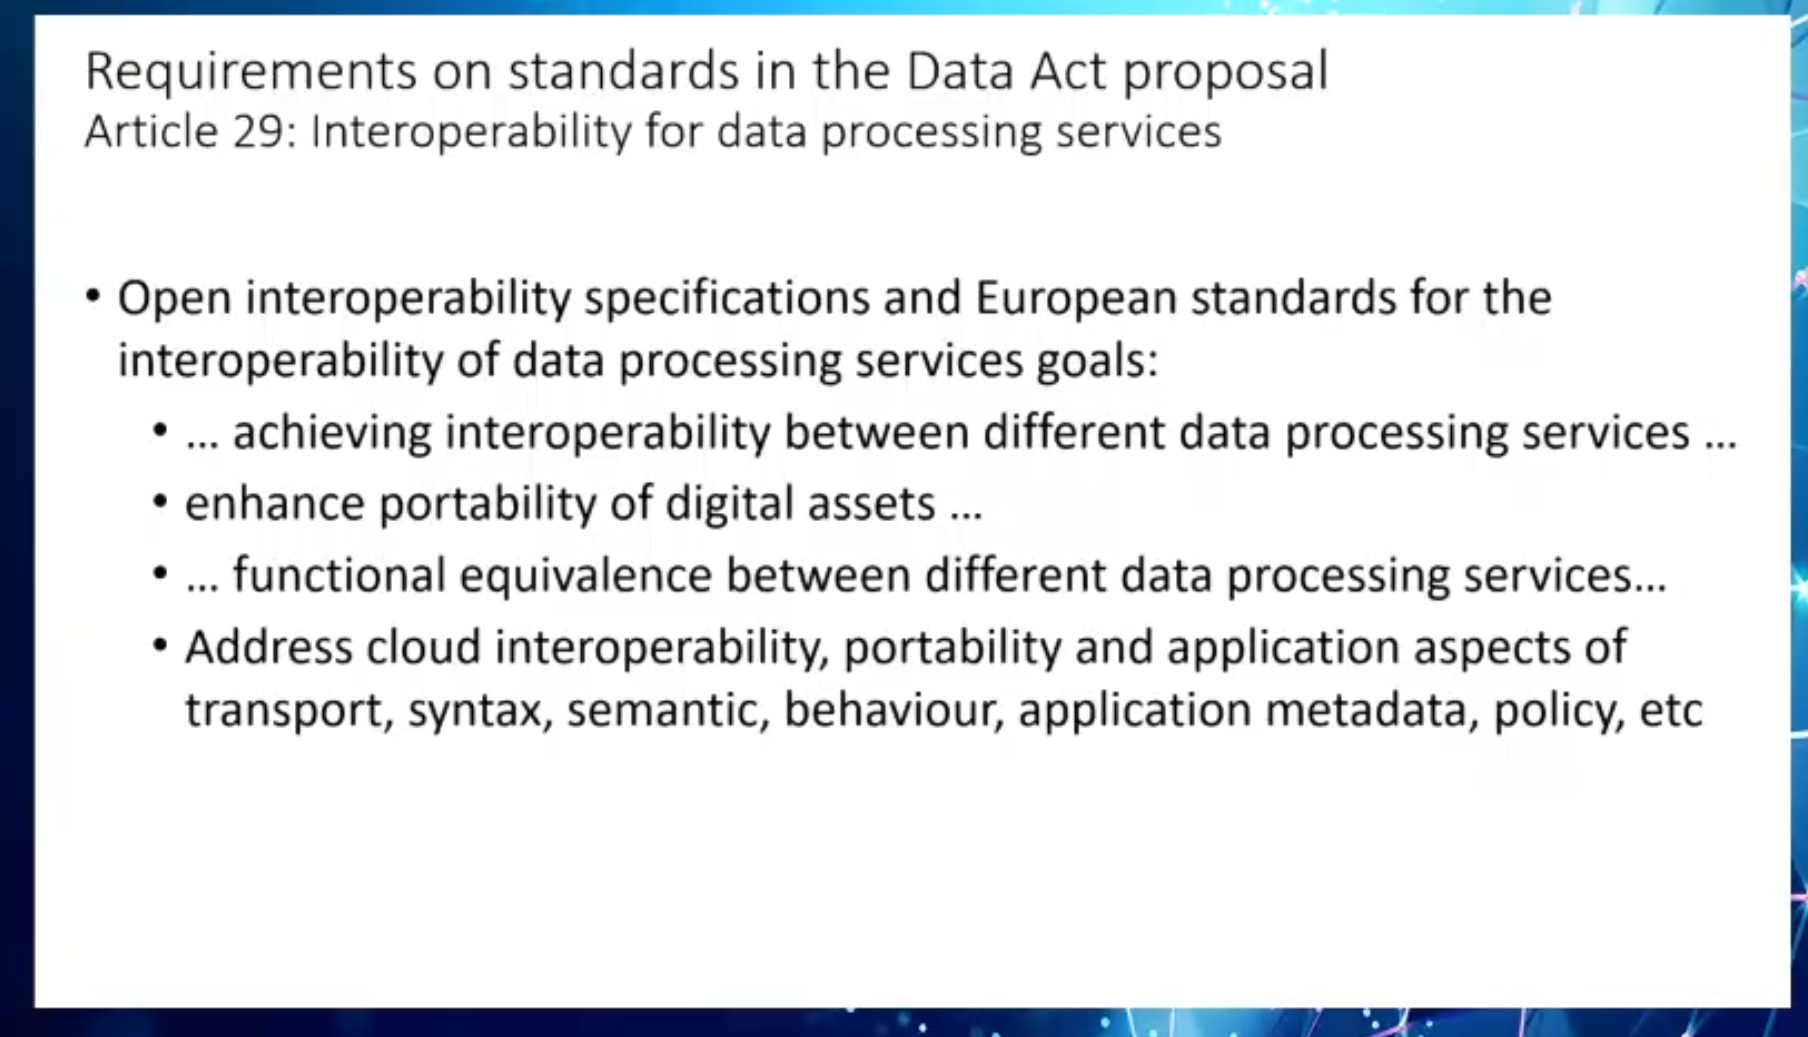 Requirements on standards in the Data Act proposal
Article 29: Interoperability for data processing services
• Open interoperability specifications and European standards for the
interoperability of data processing services goals:
• ... achieving interoperability between different data processing services ...
• enhance portability of digital assets ...
• ... functional equivalence between different data processing services...
• Address cloud interoperability, portability and application aspects of
transport, syntax, semantic, behaviour, application metadata, policy, etc